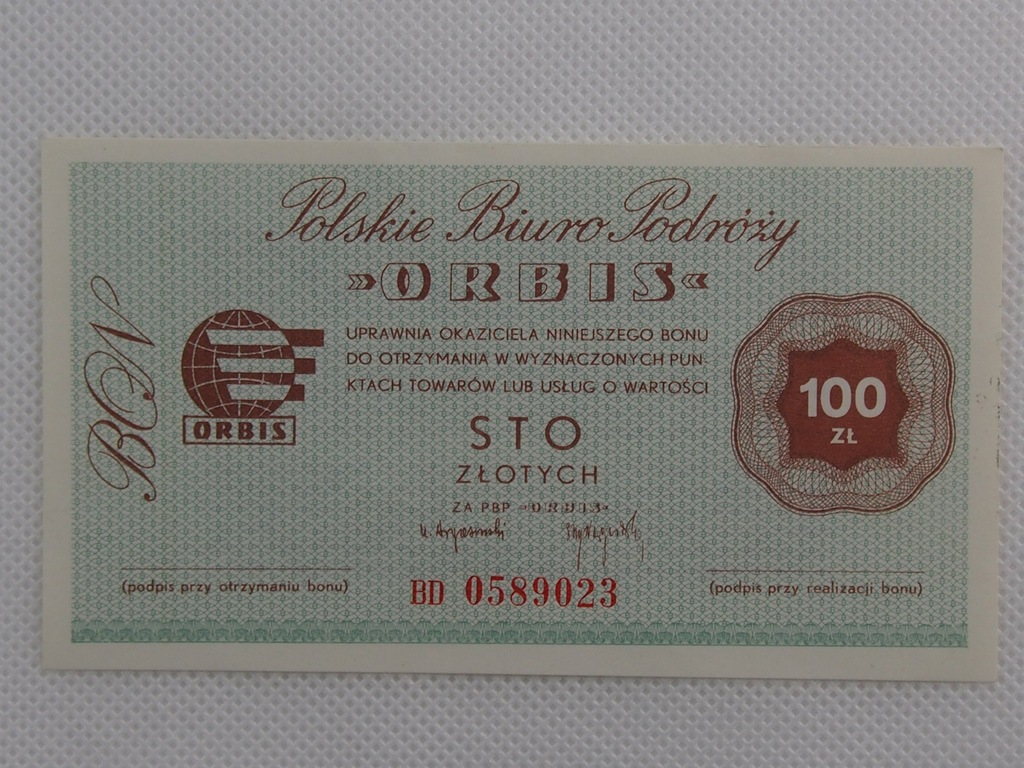 Polskie Biuro Podróży
»ORBIS«
BON
ORBIS
UPRAWNIA OKAZICIELA NINIEJSZEGO BONU
DO OTRZYMANIA W WYZNACZONYCH PUN-
KTACH TOWARÓW LUB USŁUG O WARTOŚCI
STO
ZŁOTYCH
100
ZŁ
ZA PBP »ORBIS«
(podpis przy otrzymaniu bonu)
BD 0589023
(podpis przy realizacji bonu)